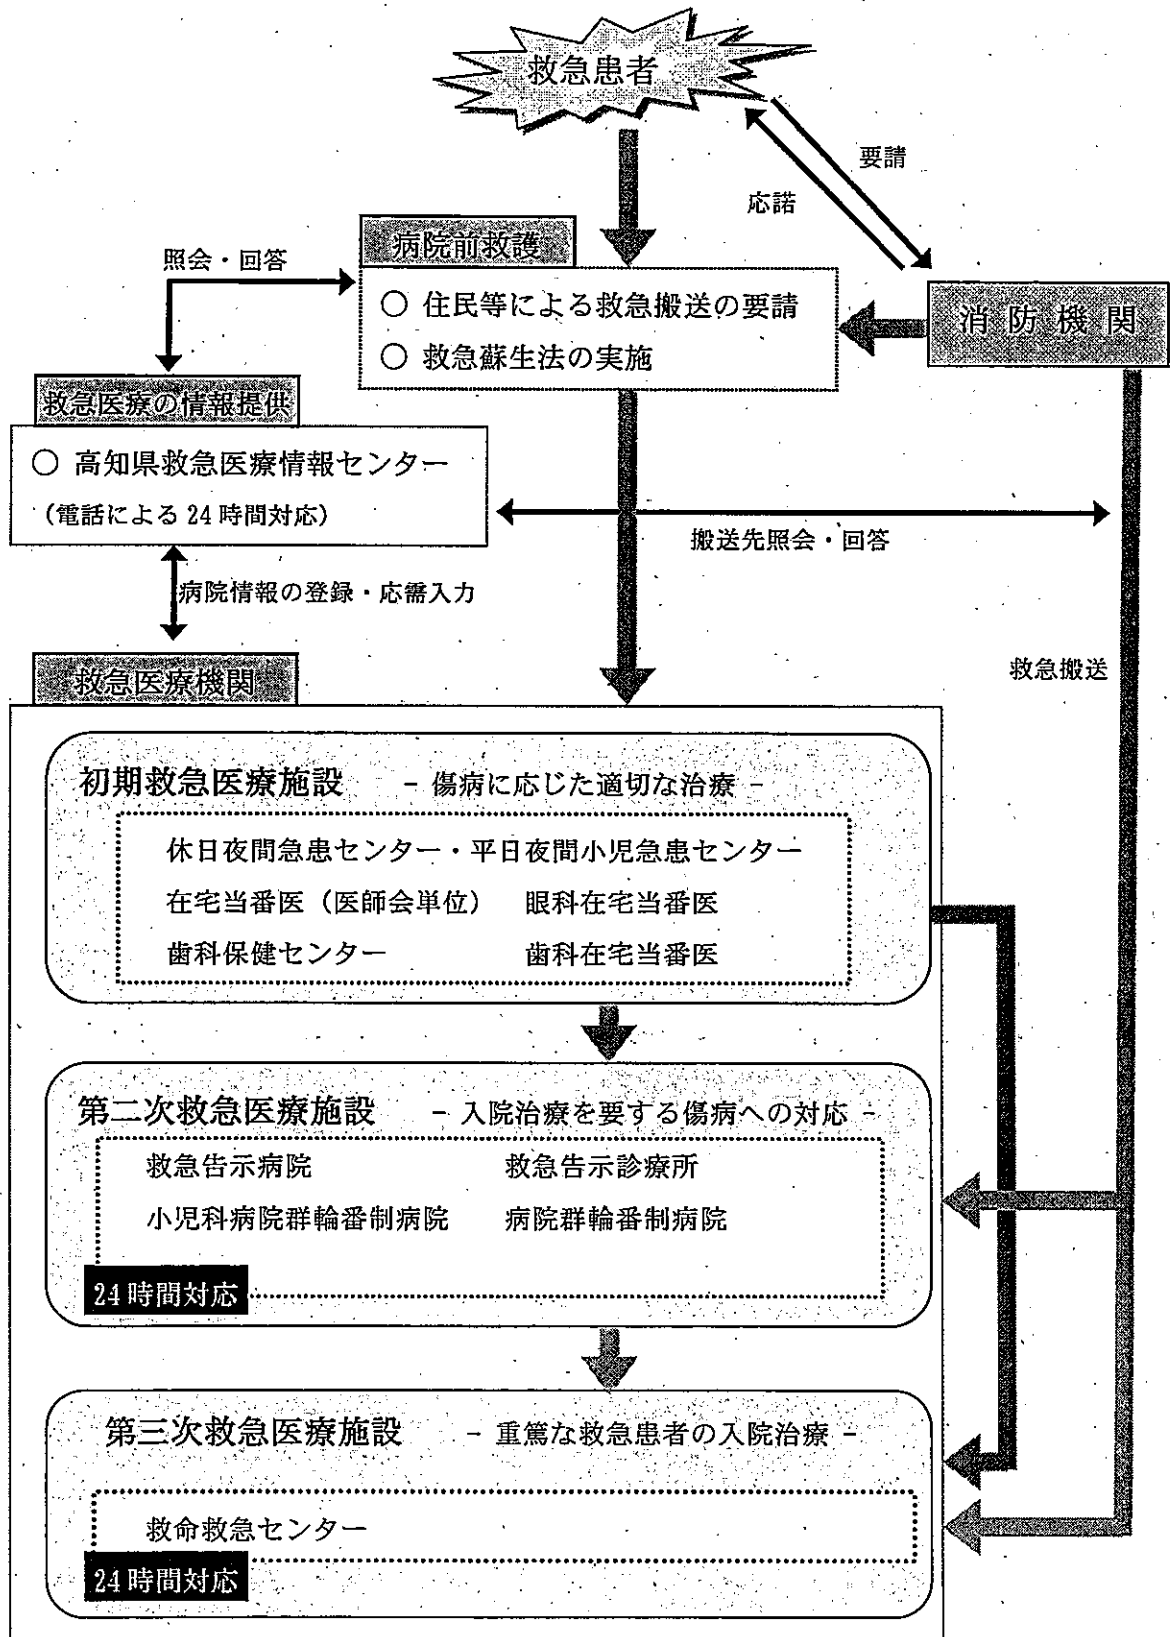 救急患者
要請
応諾
病院前救護
照会・回答
○ 住民等による救急搬送の要請
○ 救急蘇生法の実施
消防機関
救急医療の情報提供
○ 高知県救急医療情報センター
（電話による24時間対応）
搬送先照会・回答
病院情報の登録・応需入力
救急医療機関
救急搬送
初期救急医療施設 － 傷病に応じた適切な治療 －
休日夜間急患センター・平日夜間小児急患センター
在宅当番医（医師会単位） 眼科在宅当番医
歯科保健センター 歯科在宅当番医
第二次救急医療施設 － 入院治療を要する傷病への対応 －
救急告示病院 救急告示診療所
小児科病院群輪番制病院 病院群輪番制病院
24時間対応
第三次救急医療施設 － 重篤な救急患者の入院治療 －
救命救急センター
24時間対応